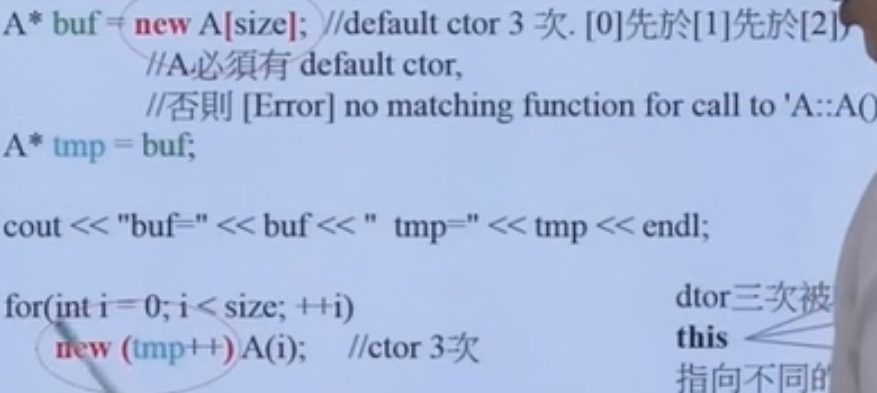 A* buf = new A[size]; //default ctor 3 次. [0]先於[1]先於[2])
//A必須有 default ctor,
//否則 [Error] no matching function for call to 'A::A()
A* tmp = buf;
cout << "buf=" << buf << "  tmp=" << tmp << endl;
for(int i = 0; i < size; ++i)
new (tmp++) A(i);    //ctor 3次
dtor三次被
this
指向不同的